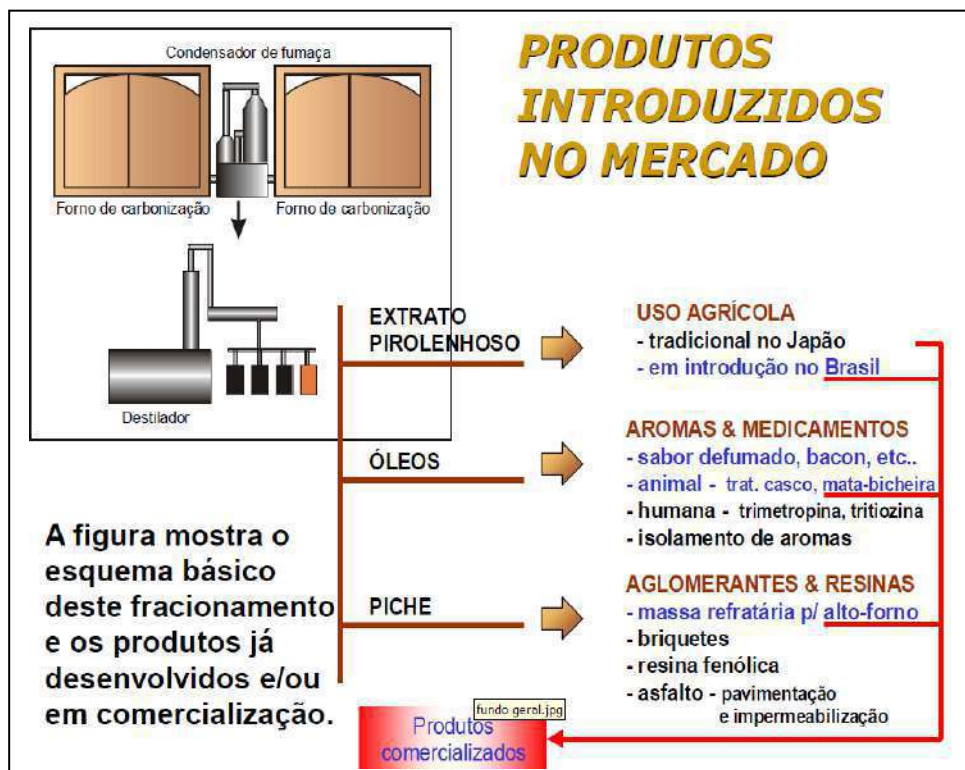 Condensador de fumaça
PRODUTOS
INTRODUZIDOS
NO MERCADO
Forno de carbonização
Forno de carbonização
Destilador
EXTRATO
PIROLENHOSO
USO AGRÍCOLA
- tradicional no Japão
- em introdução no Brasil
ÓLEOS
AROMAS & MEDICAMENTOS
- sabor defumado, bacon, etc..
- animal - trat. casco, mata-bicheira
- humana - trimetropina, tritiozina
- isolamento de aromas
A figura mostra o
esquema básico
deste fracionamento
e os produtos já
desenvolvidos e/ou
em comercialização.
PICHE
AGLOMERANTES & RESINAS
- massa refratária p/ alto-forno
- briquetes
- resina fenólica
- asfalto - pavimentação
e impermeabilização
fundo geral.jpg
Produtos
comercializados